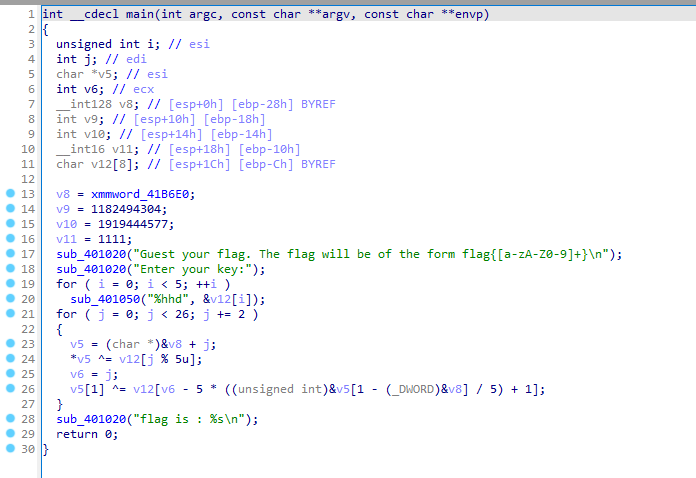 1 int __cdecl main(int argc, const char **argv, const char **envp)
2 {
3 unsigned int i; // esi
4 int j; // edi
5 char *v5; // esi
6 int v6; // ecx
7 __int128 v8; // [esp+0h] [ebp-28h] BYREF
8 int v9; // [esp+10h] [ebp-18h]
9 int v10; // [esp+14h] [ebp-14h]
10 __int16 v11; // [esp+18h] [ebp-10h]
11 char v12[8]; // [esp+1Ch] [ebp-Ch] BYREF
12
13 v8 = xmmword_41B6E0;
14 v9 = 1182494304;
15 v10 = 1919444577;
16 v11 = 1111;
17 sub_401020("Guest your flag. The flag will be of the form flag{[a-zA-Z0-9]+}\n");
18 sub_401020("Enter your key:");
19 for ( i = 0; i < 5; ++i )
20 sub_401050("%hhd", &v12[i]);
21 for ( j = 0; j < 26; j += 2 )
22 {
23 v5 = (char *)&v8 + j;
24 *v5 ^= v12[j % 5u];
25 v6 = j;
26 v5[1] ^= v12[v6 - 5 * ((unsigned int)&v5[1 - (_DWORD)&v8] / 5) + 1];
27 }
28 sub_401020("flag is : %s\n");
29 return 0;
30 }